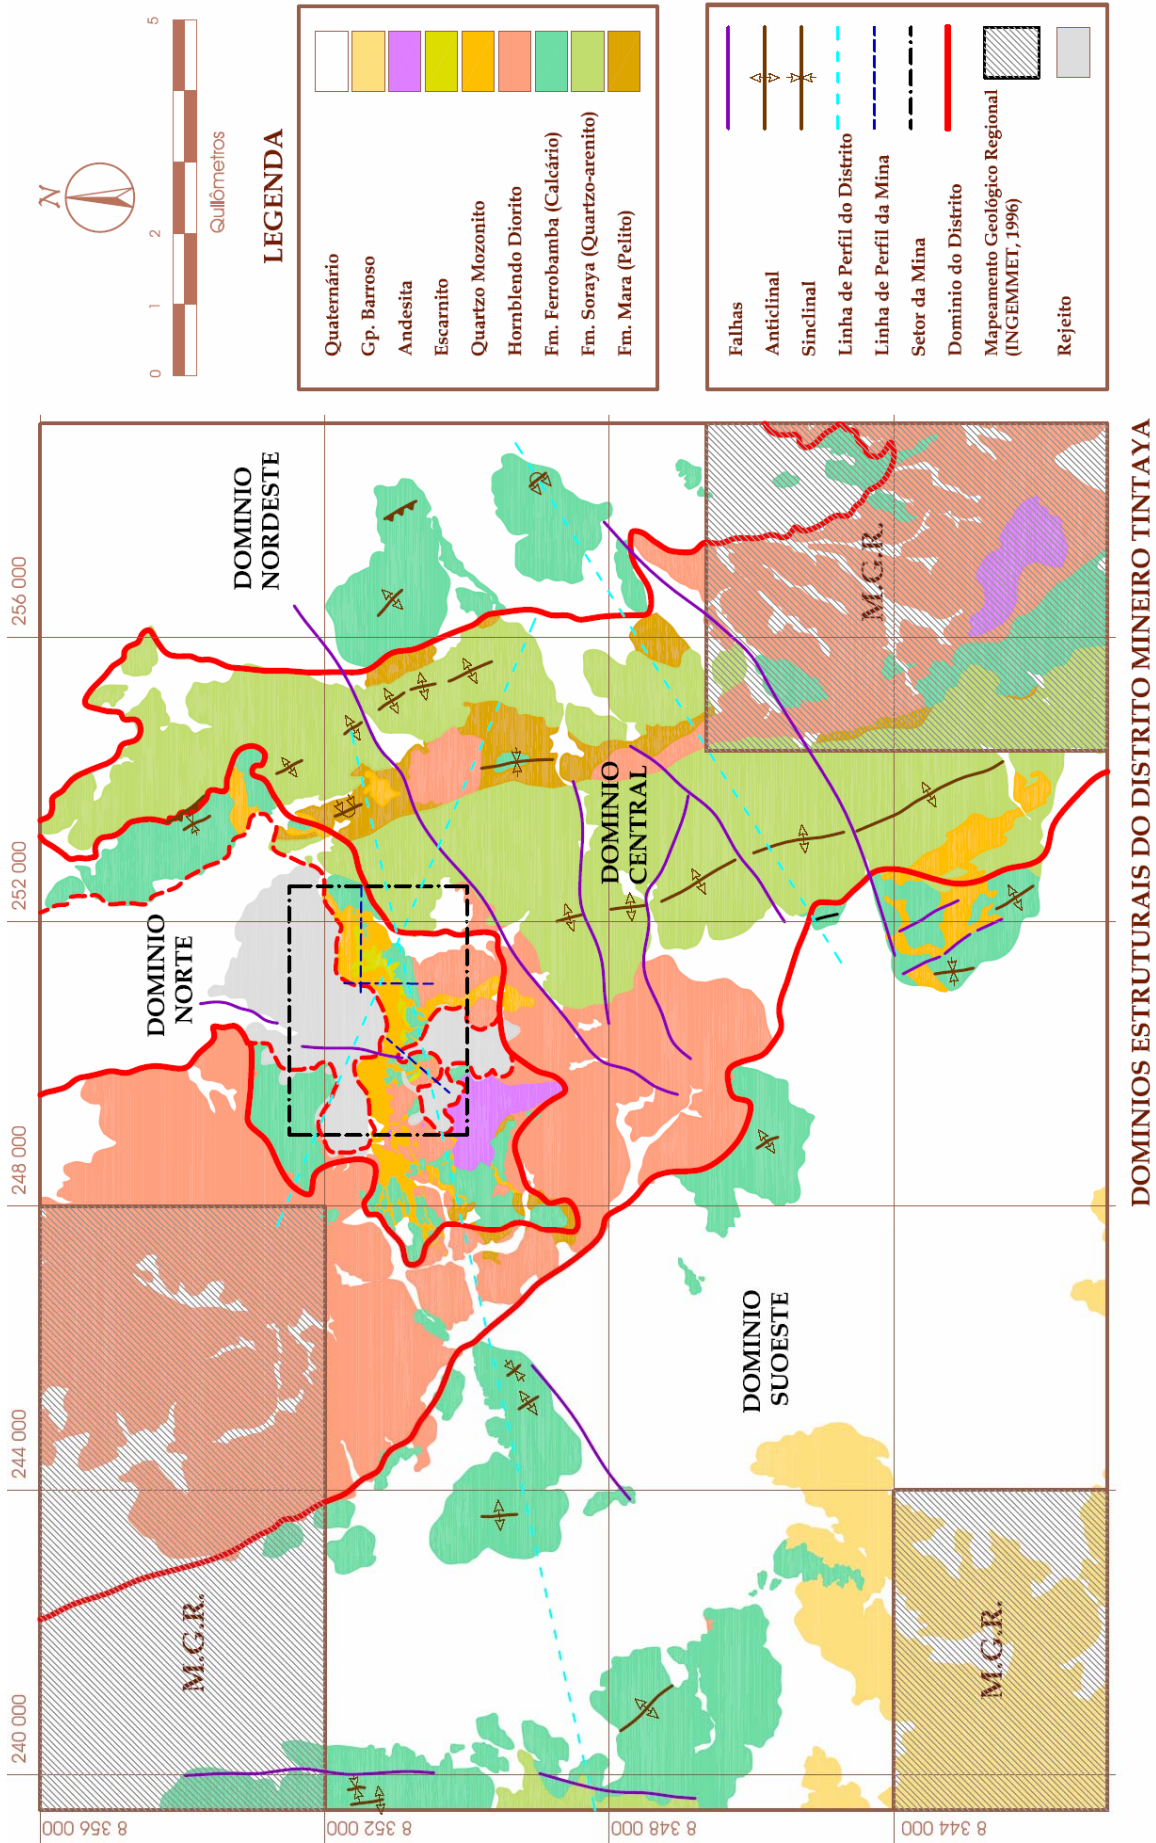 DOMINIOS ESTRUTURAIS DO DISTRITO MINEIRO TINTAYA
240 000
244 000
248 000
252 000
256 000
8 356 000
8 352 000
8 348 000
8 344 000
M.G.R.
M.G.R.
M.G.R.
DOMINIO
NORTE
DOMINIO
NORDESTE
DOMINIO
CENTRAL
DOMINIO
SUOESTE
N
0
1
2
5
Quilômetros
LEGENDA
Quaternário
Gp. Barroso
Andesita
Escarnito
Quartzo Mozonito
Hornblendo Diorito
Fm. Ferrobamba (Calcário)
Fm. Soraya (Quartzo-arenito)
Fm. Mara (Pelito)
Falhas
Anticlinal
Sinclinal
Linha de Perfil do Distrito
Linha de Perfil da Mina
Setor da Mina
Dominio do Distrito
Mapeamento Geológico Regional
(INGEMMET, 1996)
Rejeito